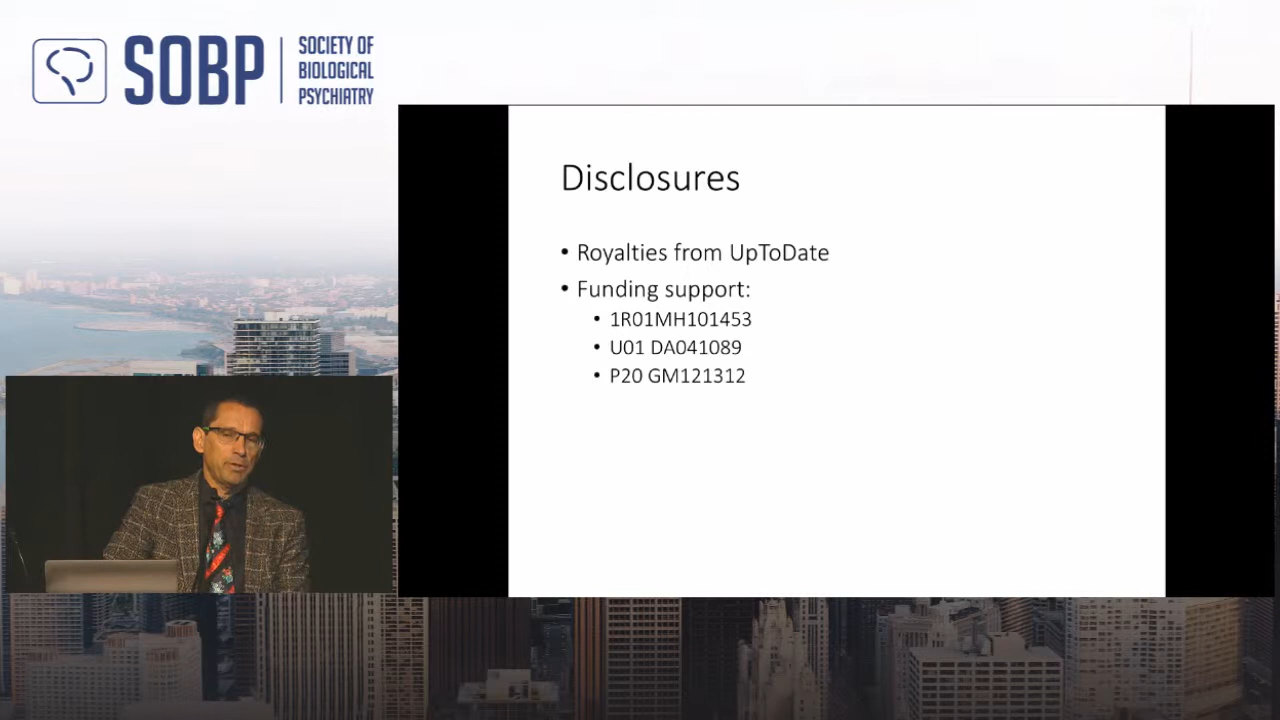 SOBP
SOCIETY OF
BIOLOGICAL
PSYCHIATRY
Disclosures
• Royalties from UpToDate
• Funding support:
• 1R01MH101453
• U01 DA041089
• P20 GM121312